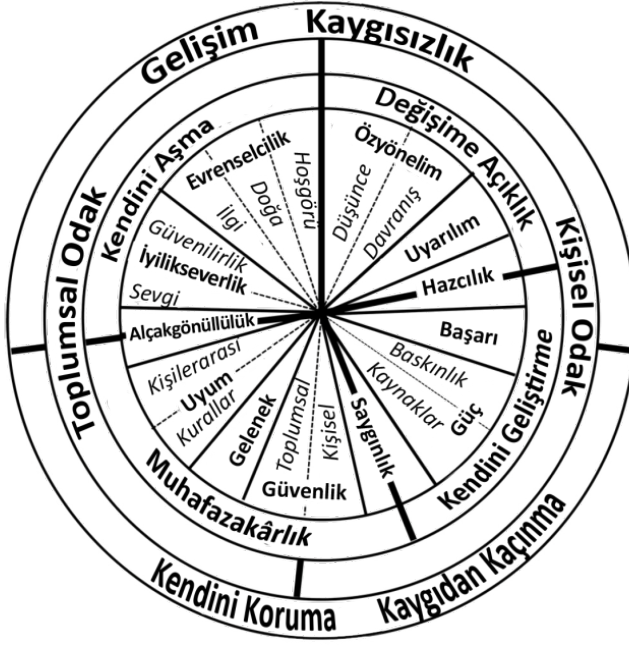 Gelişim
Kaygısızlık
Kendini Aşma
Değişime Açıklık
Toplumsal Odak
Kişisel Odak
Evrenselcilik
Hoşgörü
Doğa
İlgi
Özyönelim
Düşünce
Davranış
Uyarılım
Hazcılık
Güvenilirlik
İyilikseverlik
Sevgi
Alçakgönüllülük
Başarı
Baskınlık
Kaynaklar
Güç
Kişilerarası
Uyum
Kurallar
Gelenek
Toplumsal
Kişisel
Güvenlik
Saygınlık
Kendini Geliştirme
Muhafazakârlık
Kendini Koruma
Kaygıdan Kaçınma